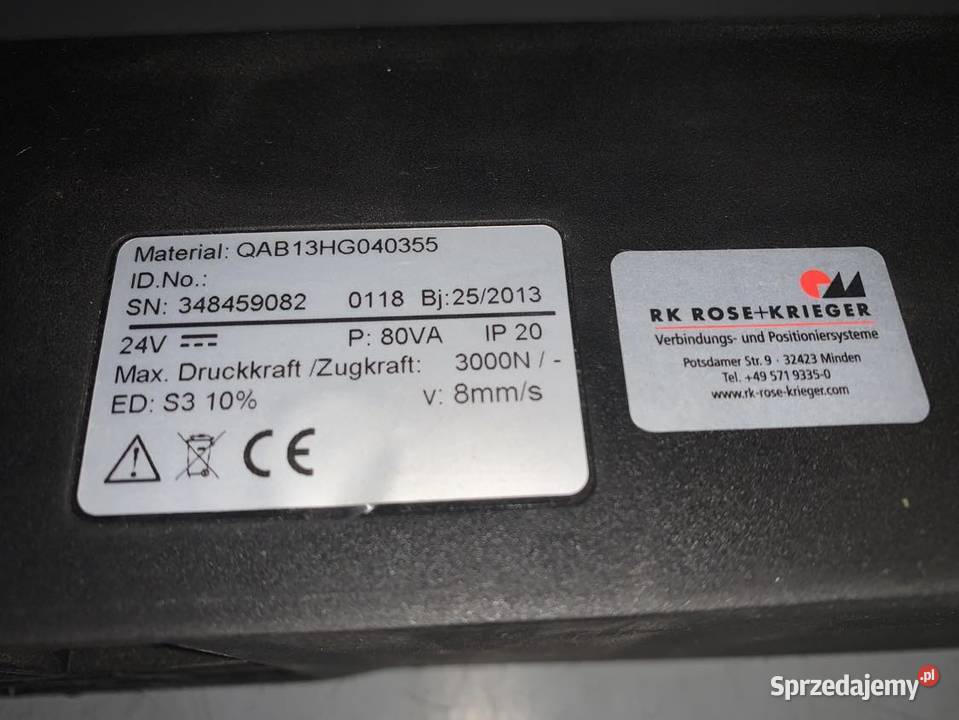 Material: QAB13HG040355
ID.No.:
SN: 348459082 0118 Bj:25/2013
24V P: 80VA IP 20
Max. Druckkraft /Zugkraft: 3000N / -
ED: S3 10% v: 8mm/s
CE
RK ROSE+KRIEGER
Verbindungs- und Positioniersysteme
Potsdamer Str. 9 · 32423 Minden
Tel. +49 571 9335-0
www.rk-rose-krieger.com
Sprzedajemy.pl